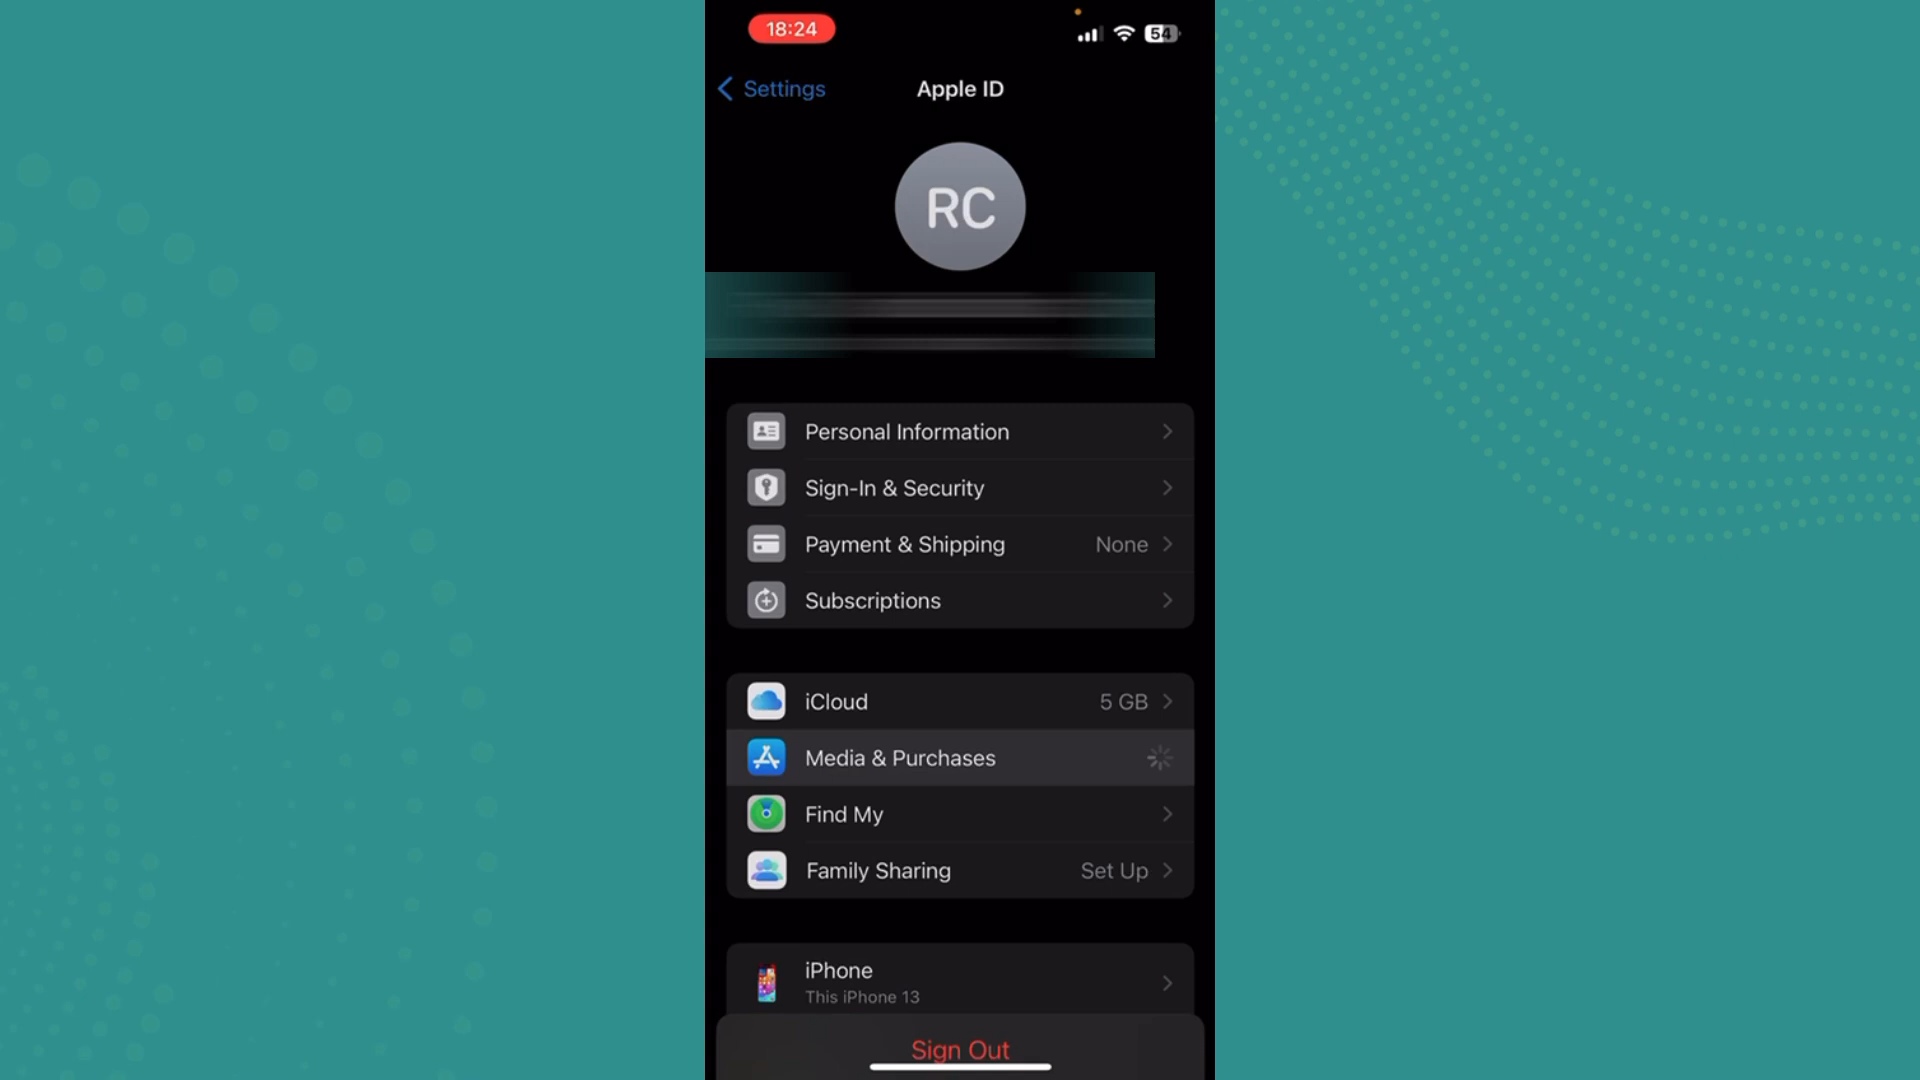 18:24
54
Settings
Apple ID
RC
Personal Information
Sign-In & Security
Payment & Shipping None
Subscriptions
iCloud 5 GB
Media & Purchases
Find My
Family Sharing Set Up
iPhone
This iPhone 13
Sign Out